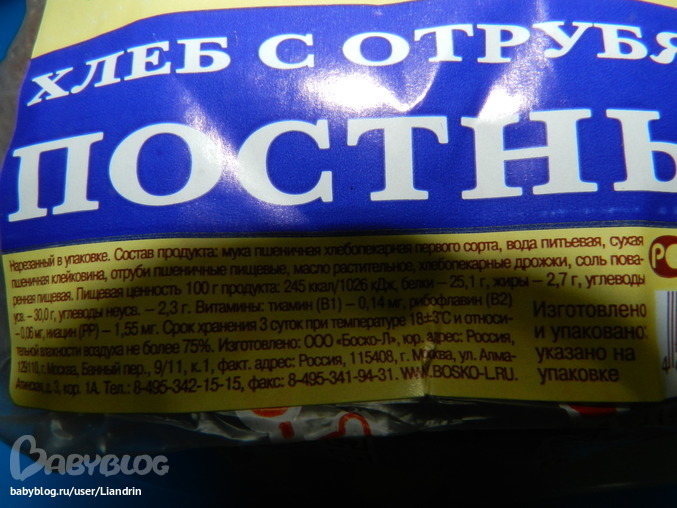 ХЛЕБ С ОТРУБЯ
ПОСТНЫ
Нарезанный в упаковке. Состав продукта: мука пшеничная хлебопекарная первого сорта, вода питьевая, сухая
пшеничная клейковина, отруби пшеничные пищевые, масло растительное, хлебопекарные дрожжи, соль пова-
ренная пищевая. Пищевая ценность 100 г продукта: 245 ккал/1026 кДж, белки – 25,1 г, жиры – 2,7 г, углеводы
усв. – 30,0 г, углеводы неусв. – 2,3 г. Витамины: тиамин (В1) – 0,14 мг, рибофлавин (В2)
– 0,06 мг, ниацин (РР) – 1,55 мг. Срок хранения 3 суток при температуре 18±3°С и относи-
тельной влажности воздуха не более 75%. Изготовлено: ООО «Боско-Л», юр. адрес: Россия,
129110, г. Москва, Банный пер., 9/11, к.1, факт. адрес: Россия, 115408, г. Москва, ул. Алма-
Атинская, д. 3, кор. 1А. Тел.: 8-495-342-15-15, факс: 8-495-341-94-31. WWW.BOSKO-L.RU.
Изготовлено
и упаковано:
указано на
упаковке
BABYBLOG
babyblog.ru/user/Liandrin